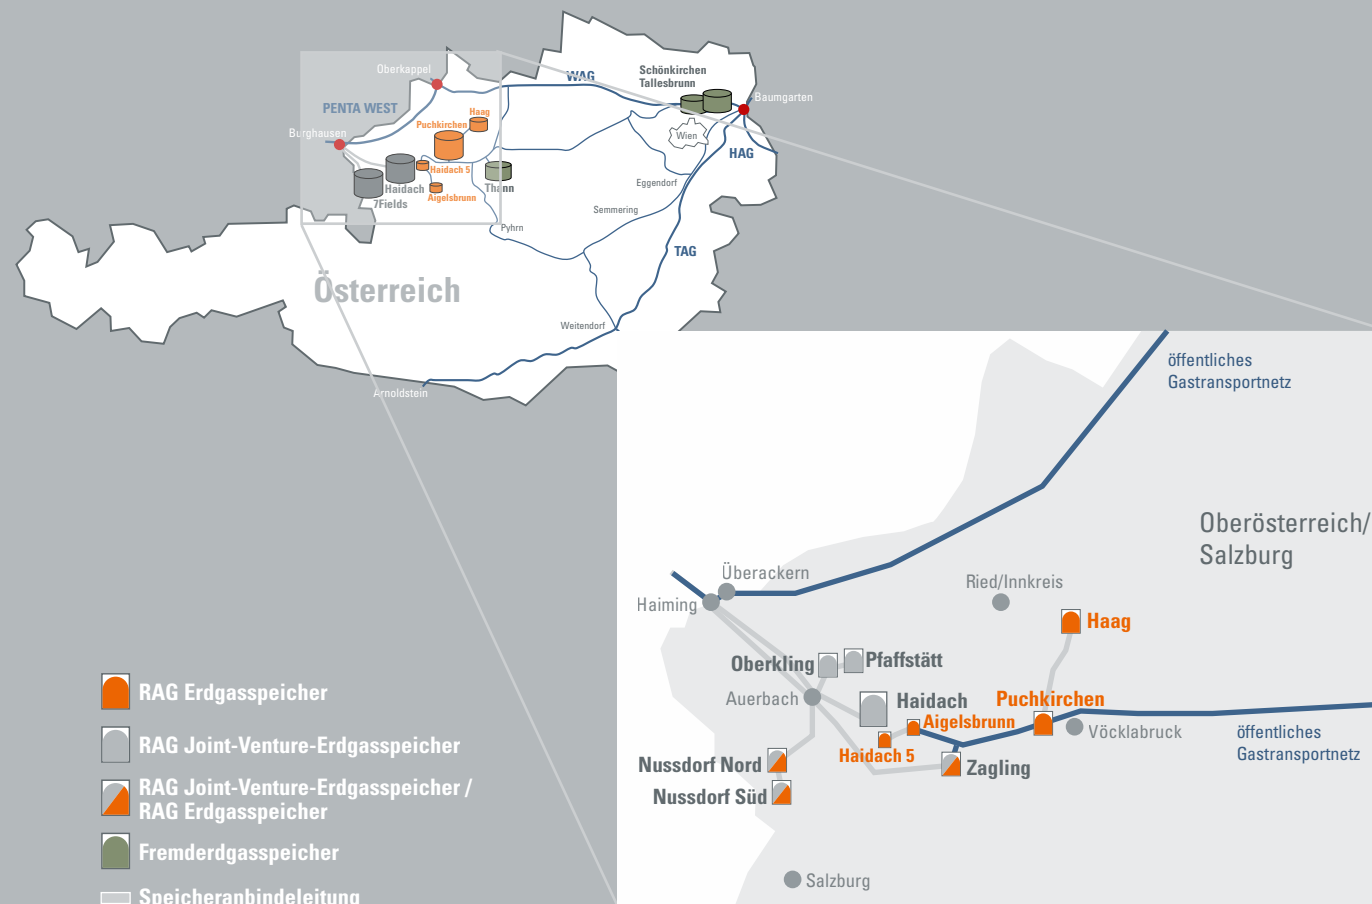 Oberkappel
WAG
Schönkirchen
Tallesbrunn
Baumgarten
PENTA WEST
Haag
Puchkirchen
Burghausen
Wien
HAG
Haidach 5
Thann
Haidach
Aigelsbrunn
7Fields
Eggendorf
Semmering
Pyhrn
TAG
Österreich
Weitendorf
Arnoldstein
öffentliches
Gastransportnetz
Oberösterreich/
Salzburg
Überackern
Haiming
Ried/Innkreis
Haag
Oberkling
Pfaffstätt
Auerbach
Haidach
Puchkirchen
Aigelsbrunn
Vöcklabruck
öffentliches
Gastransportnetz
Haidach 5
Nussdorf Nord
Zagling
Nussdorf Süd
Salzburg
RAG Erdgasspeicher
RAG Joint-Venture-Erdgasspeicher
RAG Joint-Venture-Erdgasspeicher /
RAG Erdgasspeicher
Fremderdgasspeicher
Speicheranbindeleitung